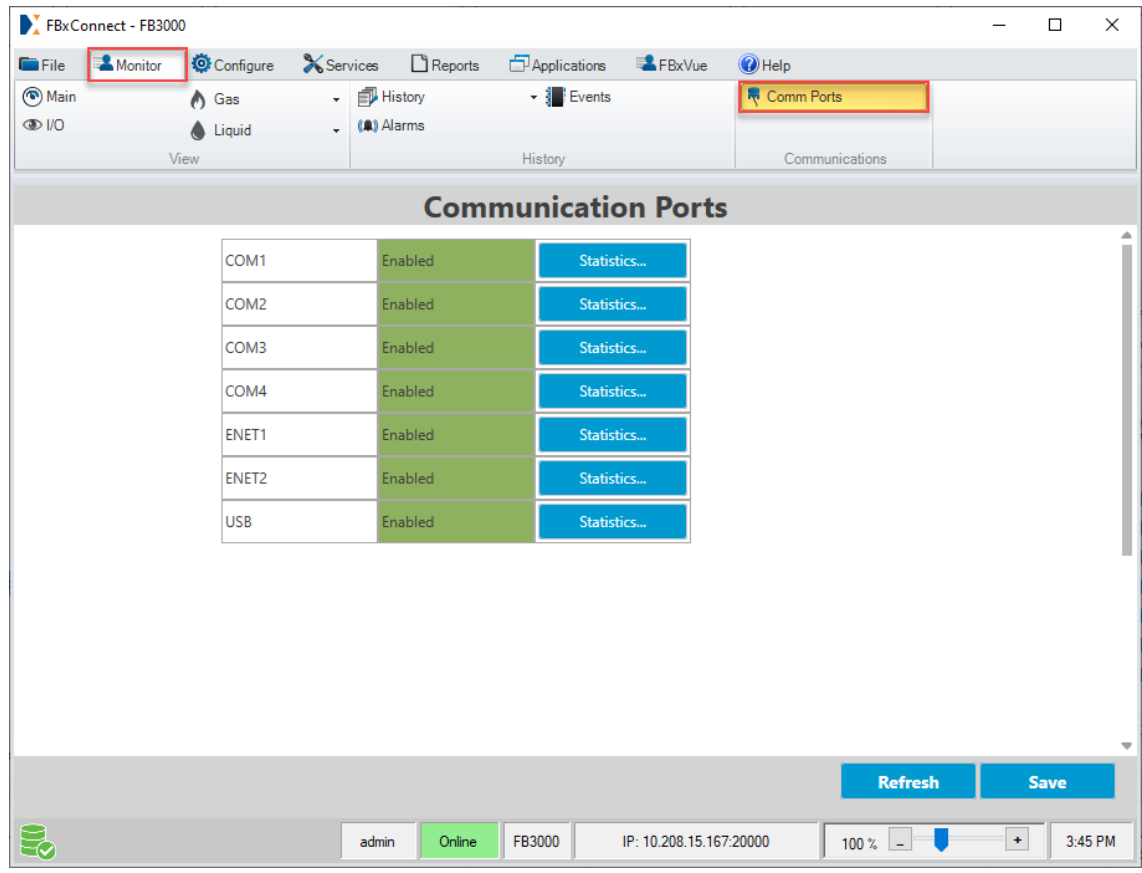 FBxConnect - FB3000
File Monitor Configure Services Reports Applications FBxVue Help
Main Gas History Events Comm Ports
I/O Liquid Alarms
View History Communications
Communication Ports
COM1 Enabled Statistics...
COM2 Enabled Statistics...
COM3 Enabled Statistics...
COM4 Enabled Statistics...
ENET1 Enabled Statistics...
ENET2 Enabled Statistics...
USB Enabled Statistics...
Refresh Save
admin Online FB3000 IP: 10.208.15.167:20000 100 % - + 3:45 PM